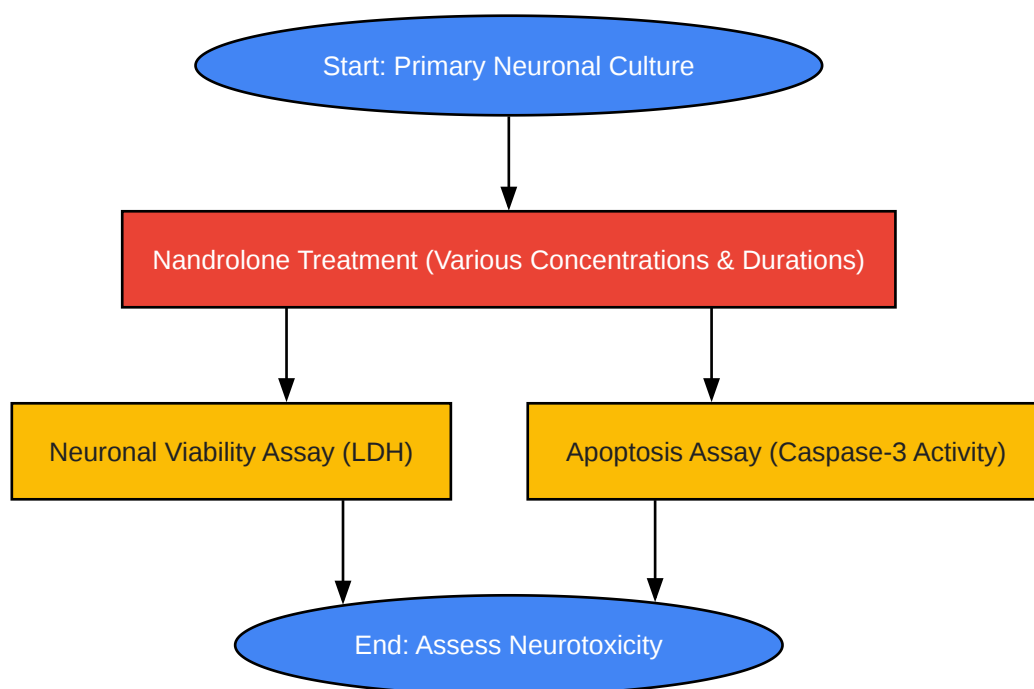 Start: Primary Neuronal Culture
Nandrolone Treatment (Various Concentrations & Durations)
Neuronal Viability Assay (LDH)
Apoptosis Assay (Caspase-3 Activity)
End: Assess Neurotoxicity